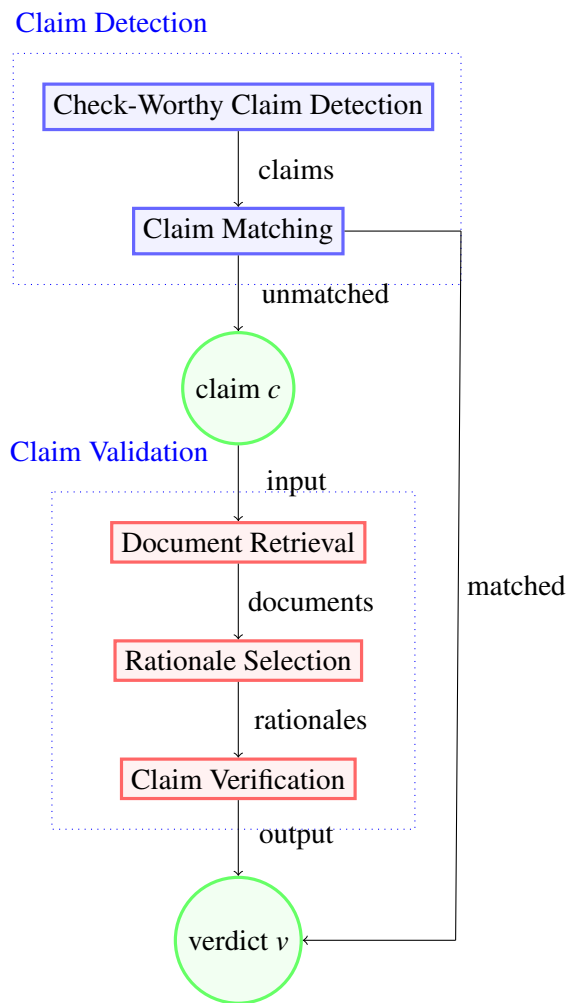 Claim Detection
Check-Worthy Claim Detection
claims
Claim Matching
unmatched
claim c
Claim Validation
input
Document Retrieval
documents
matched
Rationale Selection
rationales
Claim Verification
output
verdict v